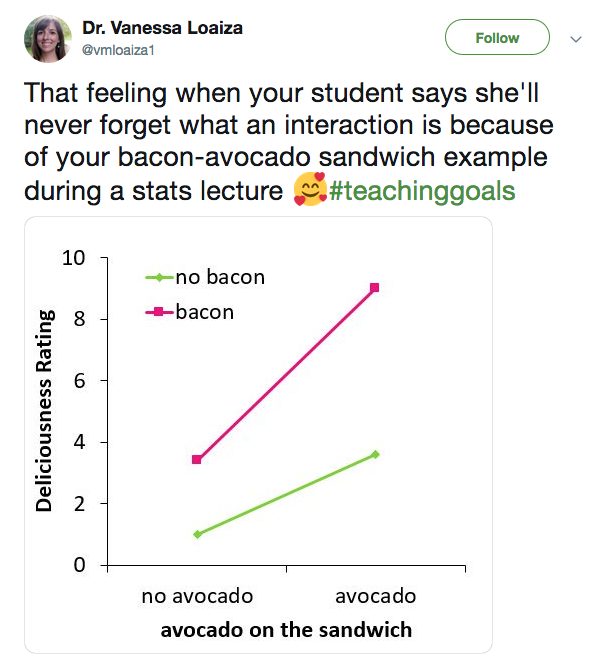 Dr. Vanessa Loaiza
@vmloaiza1
Follow
That feeling when your student says she'll
never forget what an interaction is because
of your bacon-avocado sandwich example
during a stats lecture 🥰#teachinggoals
10
no bacon
bacon
8
6
4
2
0
Deliciousness Rating
no avocado
avocado
avocado on the sandwich